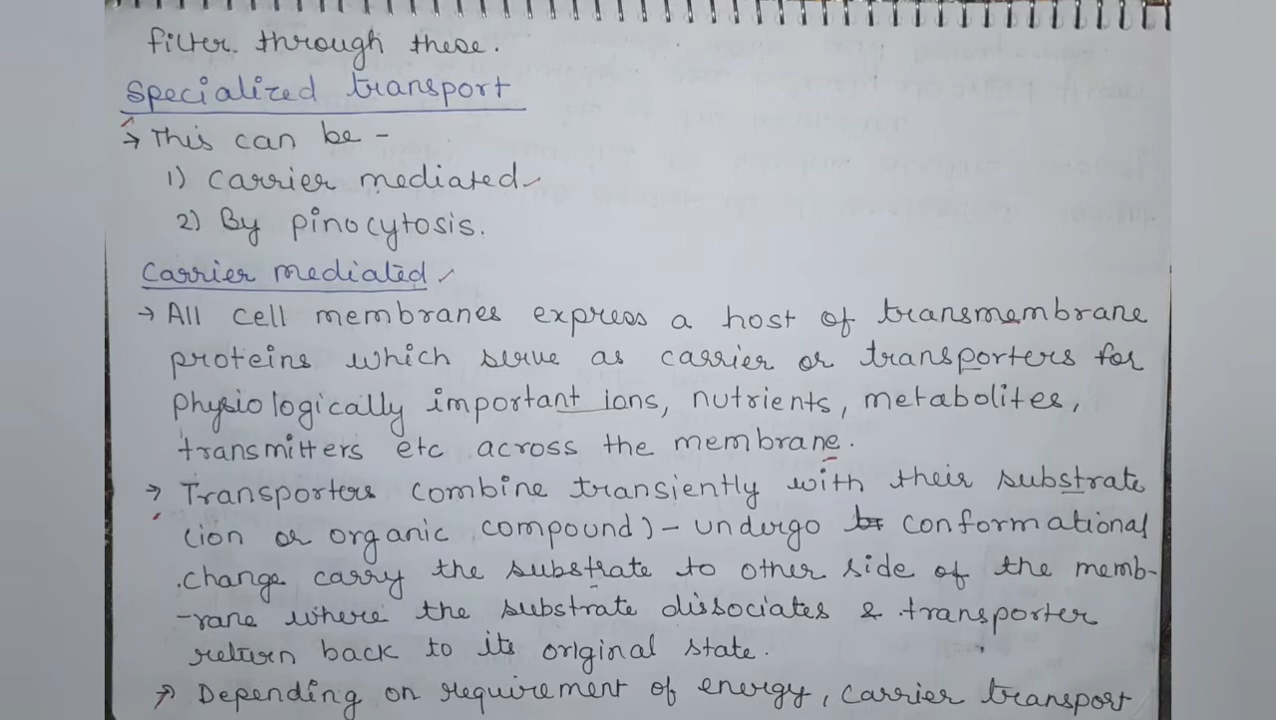 filter through these.
Specialized transport
→ This can be -
1) Carrier mediated
2) By pinocytosis.
Carrier mediated
→ All cell membranes express a host of transmembrane
proteins which serve as carrier or transporters for
physiologically important ions, nutrients, metabolites,
transmitters etc across the membrane.
→ Transporters combine transiently with their substrate
(ion or organic compound) - undergo conformational
change carry the substrate to other side of the memb-
-rane where the substrate dissociates & transporter
return back to its original state.
→ Depending on requirement of energy, carrier transport